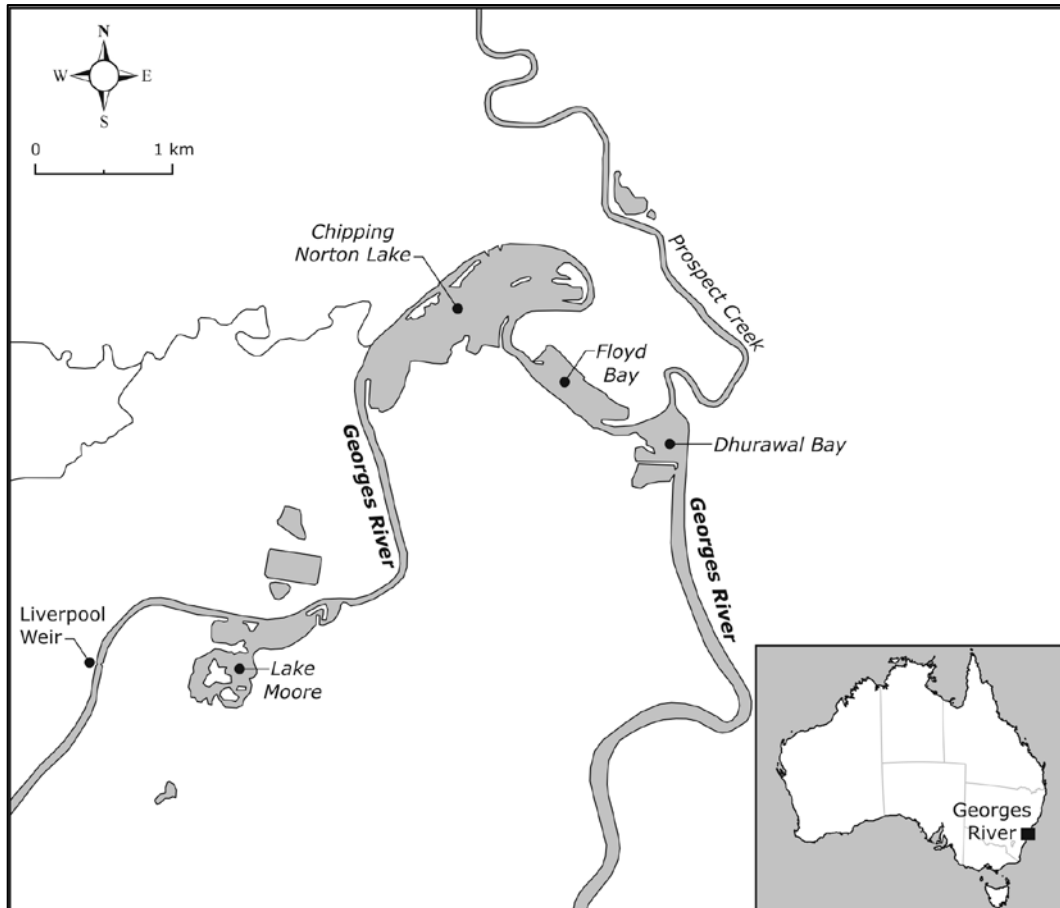 N
W
E
S
0
1 km
Chipping
Norton Lake
Prospect Creek
Floyd
Bay
Dhurawal Bay
Georges River
Georges River
Liverpool
Weir
Lake
Moore
Georges
River